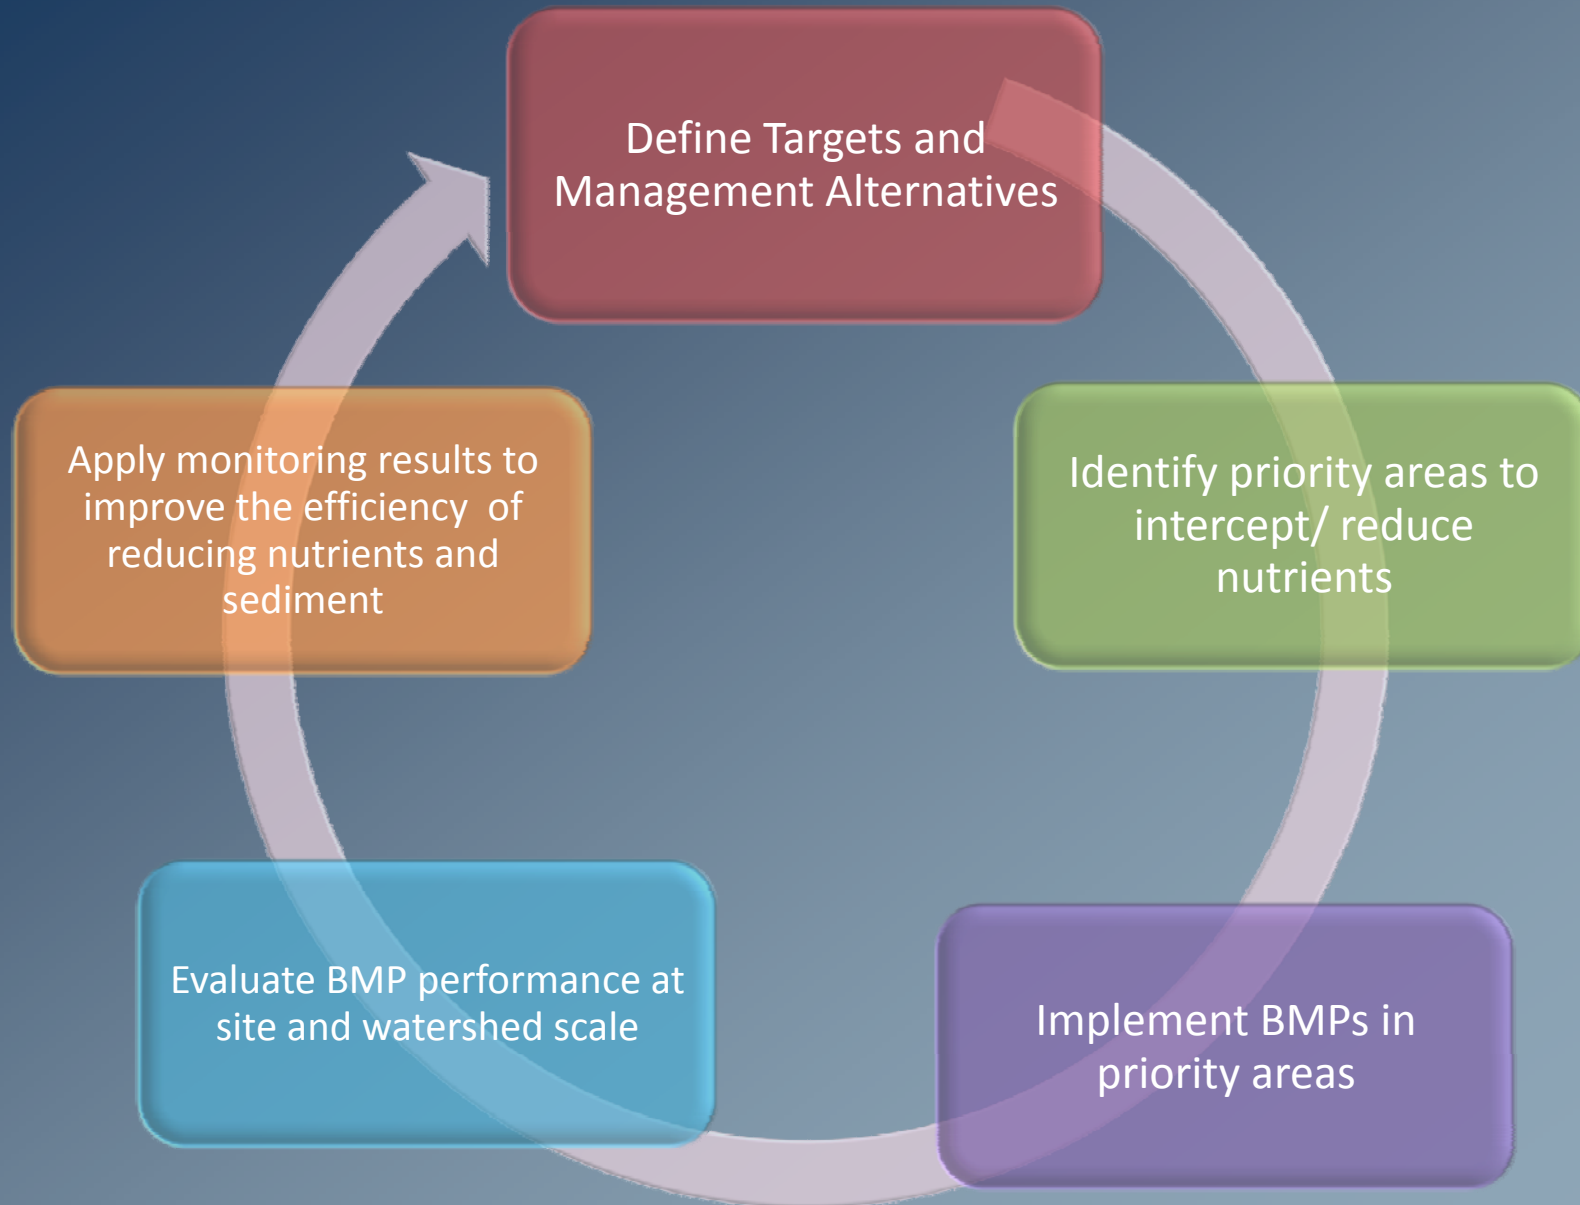 Define Targets and
Management Alternatives
Identify priority areas to
intercept/ reduce
nutrients
Implement BMPs in
priority areas
Evaluate BMP performance at
site and watershed scale
Apply monitoring results to
improve the efficiency  of
reducing nutrients and
sediment